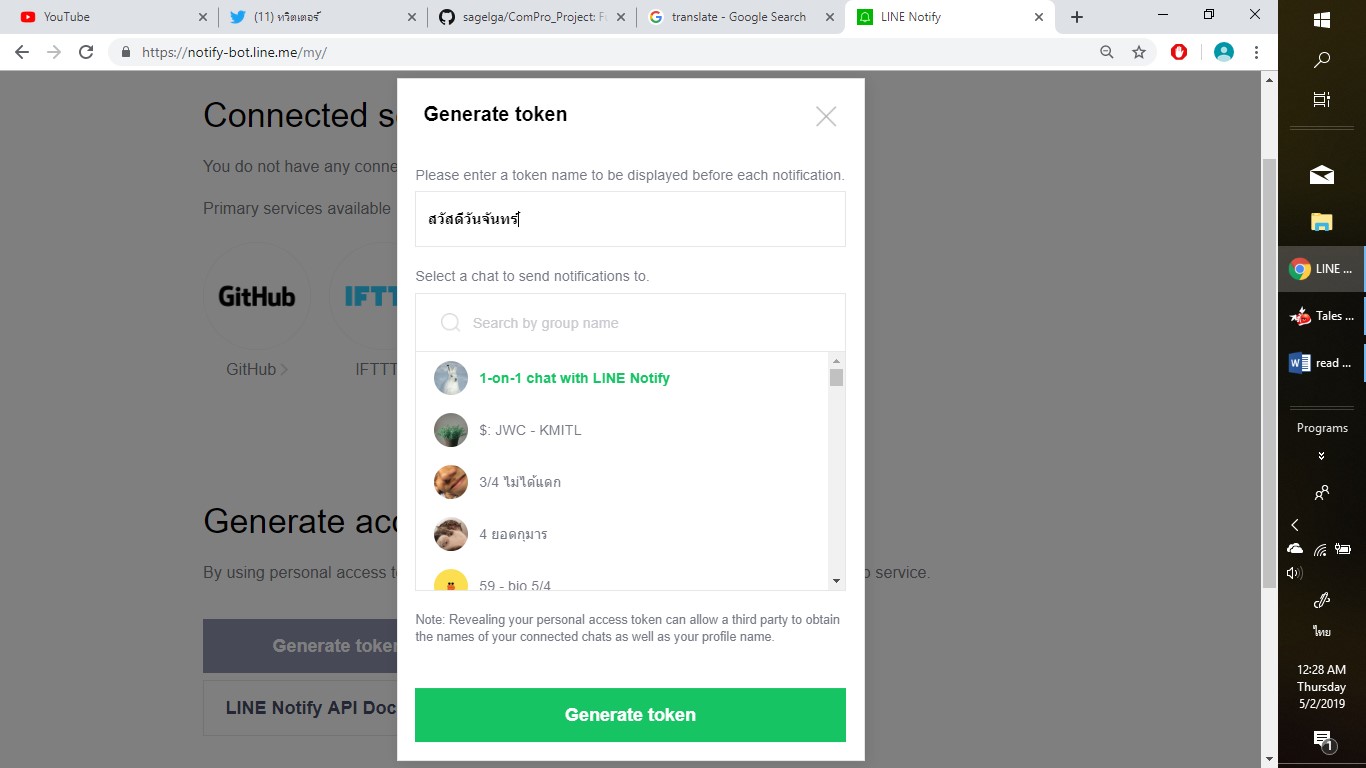 YouTube
(11) ทวิตเตอร์
sagelga/ComPro_Project:
translate - Google Search
LINE Notify
https://notify-bot.line.me/my/
Generate token
Connected
You do not have any
Please enter a token name to be displayed before each notification.
สวัสดีวันจันทร์
Primary services available
Select a chat to send notifications to.
GitHub
IFTT
Search by group name
GitHub
IFTTT
1-on-1 chat with LINE Notify
$: JWC - KMITL
3/4 ไม่ได้แดก
4 ยอดกุมาร
59 - bio 5/4
Generate
By using personal access
service.
Note: Revealing your personal access token can allow a third party to obtain
the names of your connected chats as well as your profile name.
Generate
LINE Notify API
Generate token
LINE ...
Tales ...
W
read ...
Programs
ไทย
12:28 AM
Thursday
5/2/2019
1